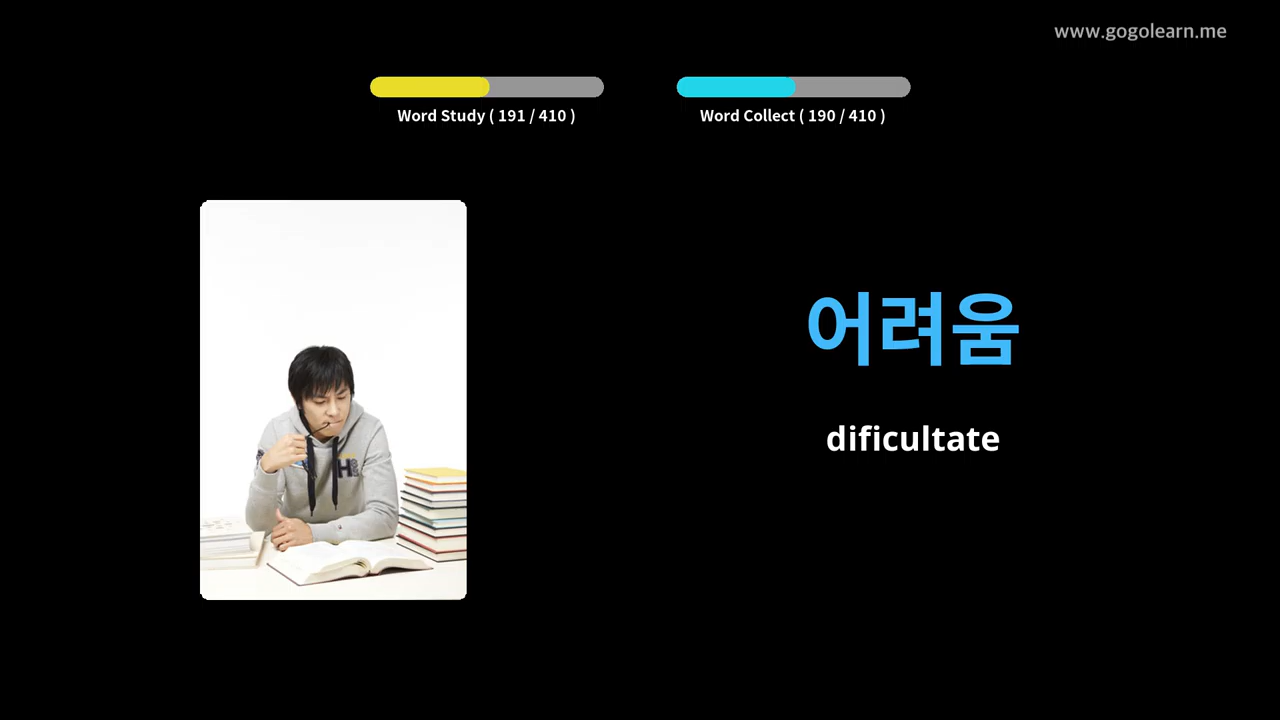 www.gogolearn.me
Word Study ( 191 / 410 )
Word Collect ( 190 / 410 )
어려움
dificultate
H